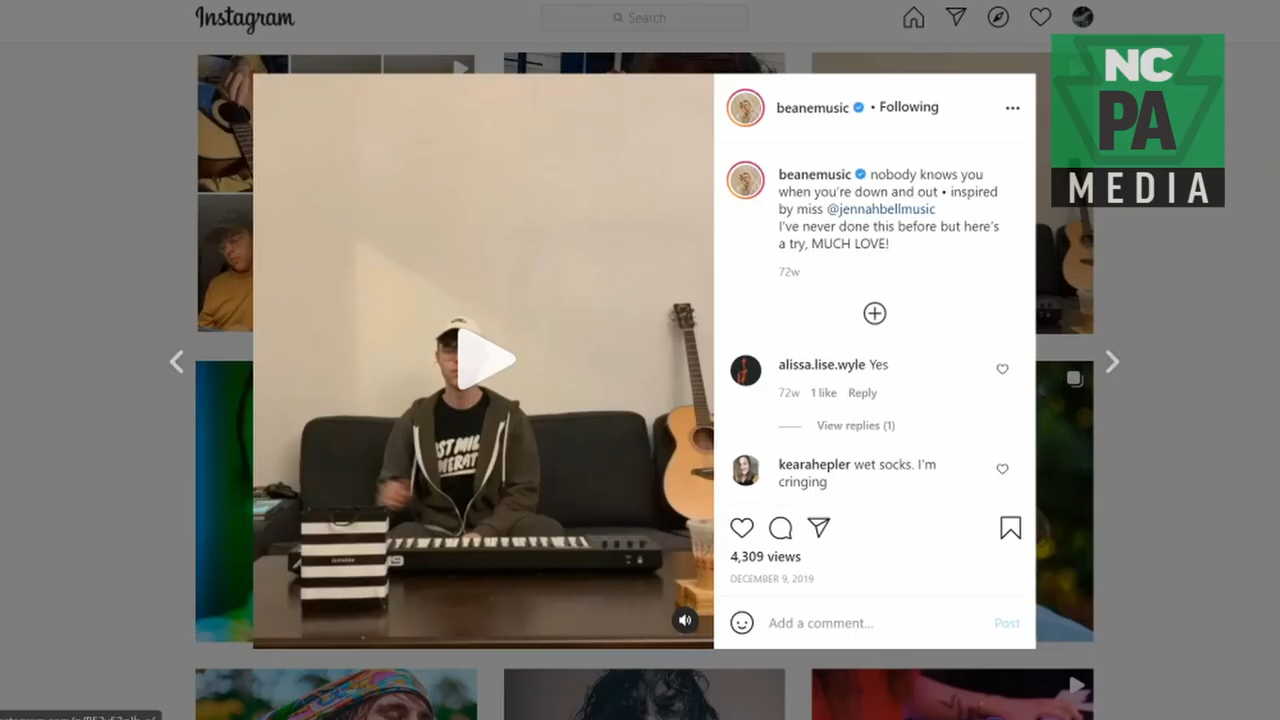 Instagram
Search
NC
PA
MEDIA
beanemusic • Following
beanemusic nobody knows you
when you're down and out • inspired
by miss @jennahbellmusic
I've never done this before but here's
a try, MUCH LOVE!
72w
alissa.lise.wyle Yes
72w 1 like Reply
View replies (1)
kearahepler wet socks. I'm
cringing
4,309 views
DECEMBER 9, 2019
Add a comment... Post
SEPHORA